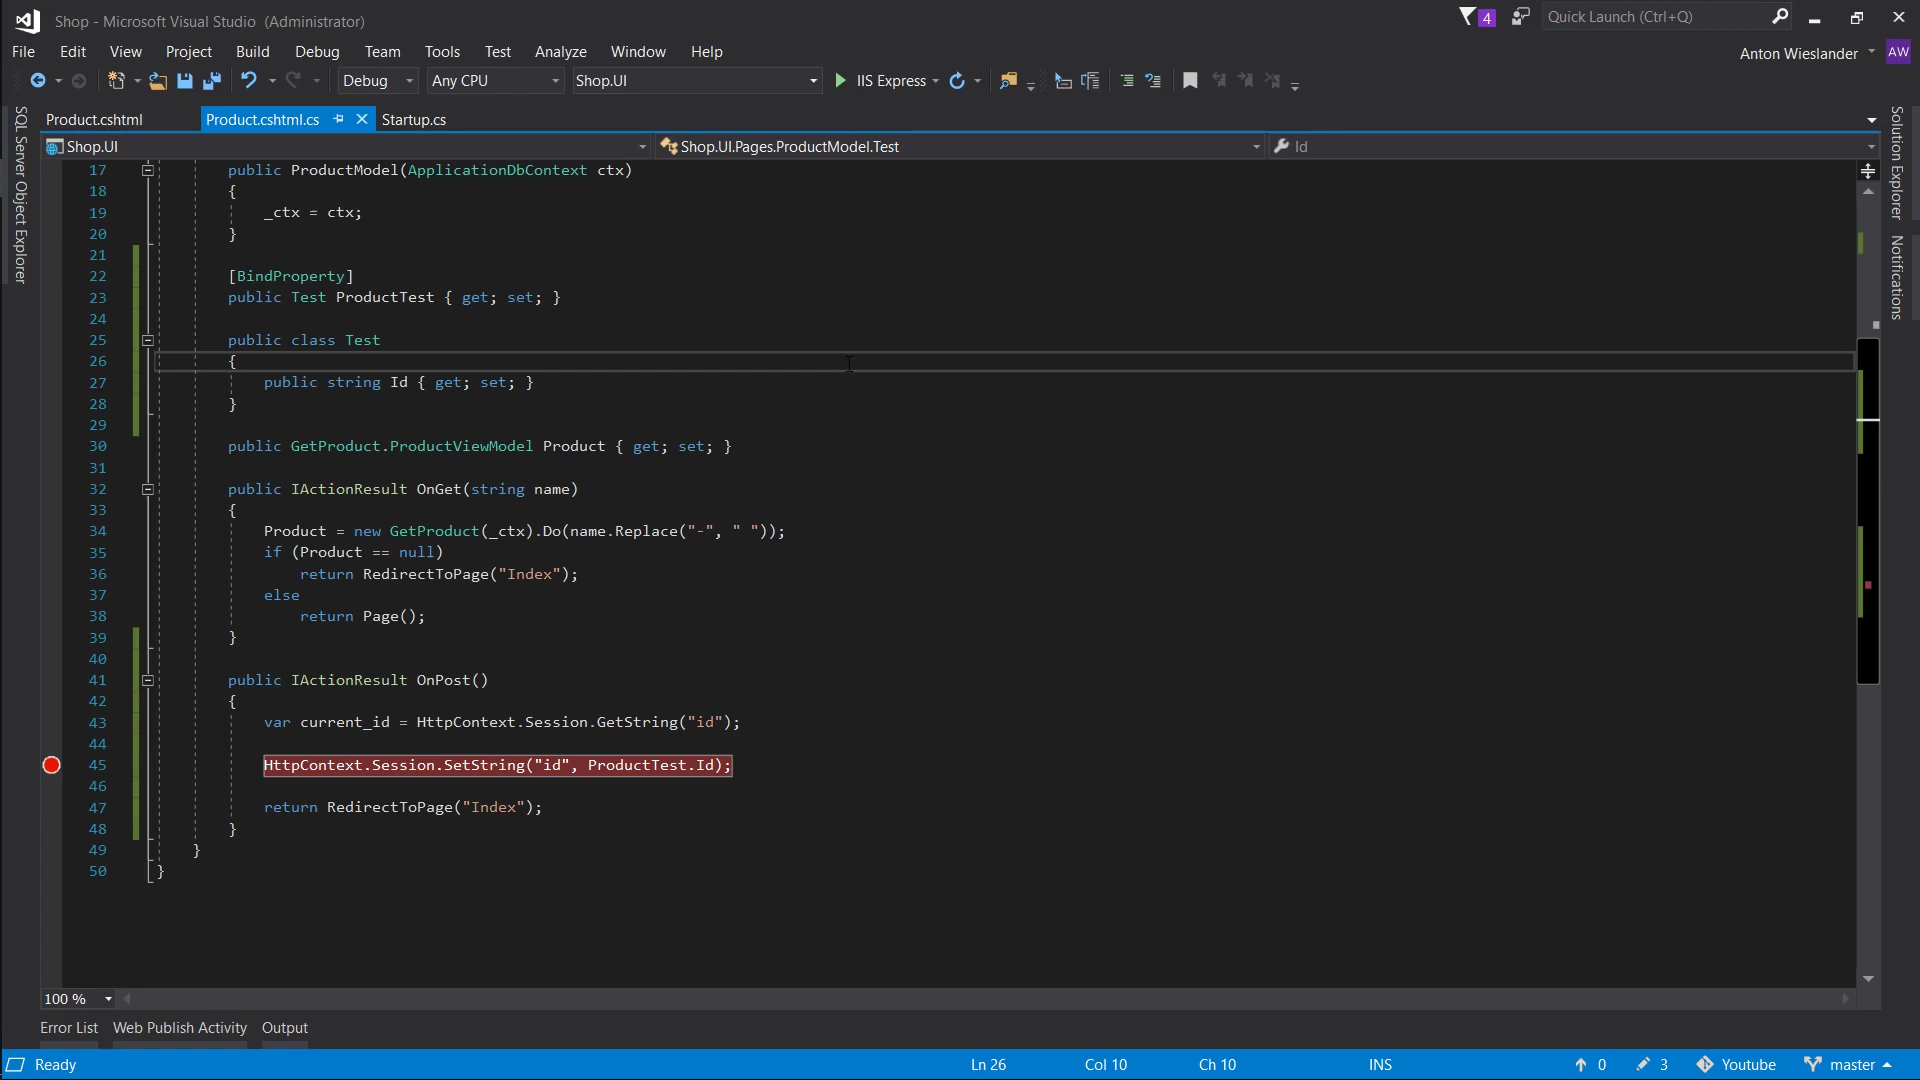 Shop - Microsoft Visual Studio (Administrator)
4
Quick Launch (Ctrl+Q)
File Edit View Project Build Debug Team Tools Test Analyze Window Help
Anton Wieslander
AW
Debug
Any CPU
Shop.UI
IIS Express
SQL Server Object Explorer
Product.cshtml
Product.cshtml.cs
Startup.cs
Solution Explorer
Notifications
Shop.UI
Shop.UI.Pages.ProductModel.Test
Id
17 public ProductModel(ApplicationDbContext ctx)
18 {
19 _ctx = ctx;
20 }
21
22 [BindProperty]
23 public Test ProductTest { get; set; }
24
25 public class Test
26 {
27 public string Id { get; set; }
28 }
29
30 public GetProduct.ProductViewModel Product { get; set; }
31
32 public IActionResult OnGet(string name)
33 {
34 Product = new GetProduct(_ctx).Do(name.Replace("-", " "));
35 if (Product == null)
36 return RedirectToPage("Index");
37 else
38 return Page();
39 }
40
41 public IActionResult OnPost()
42 {
43 var current_id = HttpContext.Session.GetString("id");
44
45 HttpContext.Session.SetString("id", ProductTest.Id);
46
47 return RedirectToPage("Index");
48 }
49 }
50 }
100 %
Error List Web Publish Activity Output
Ready
Ln 26
Col 10
Ch 10
INS
0
3
Youtube
master